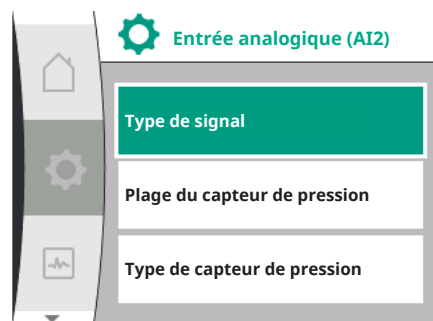 Entrée analogique (AI2)
Type de signal
Plage du capteur de pression
Type de capteur de pression